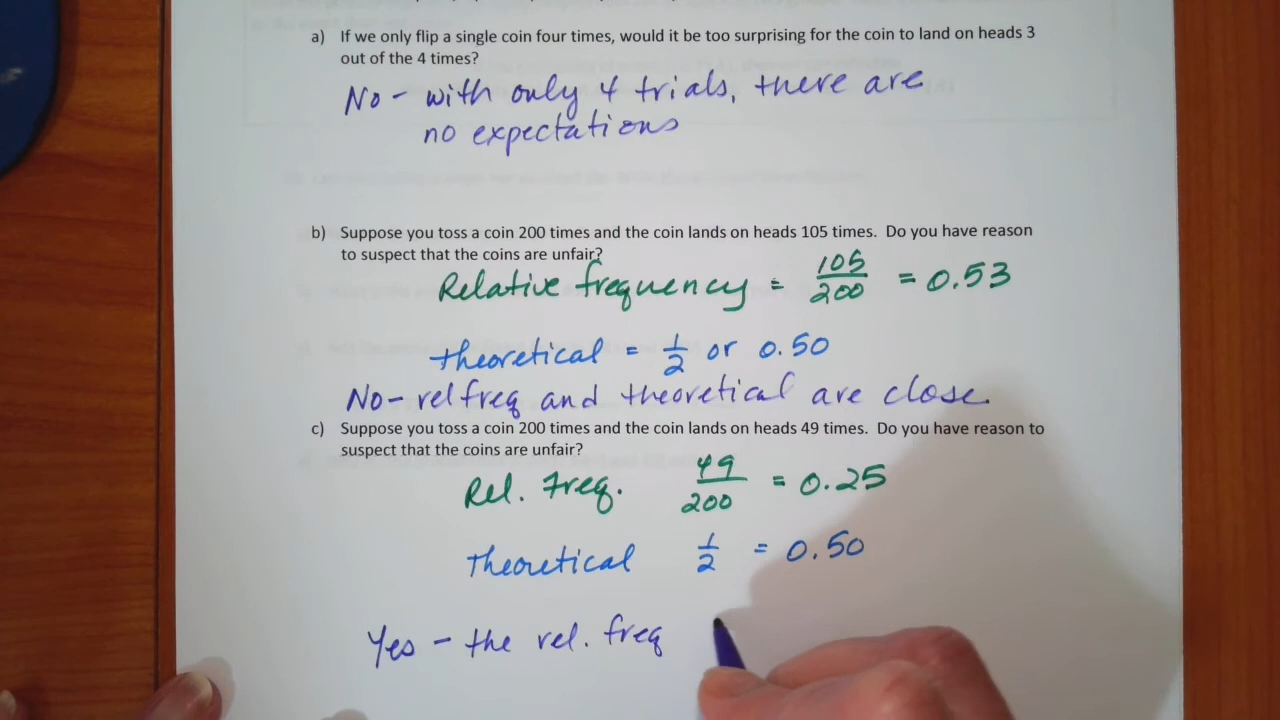 a) If we only flip a single coin four times, would it be too surprising for the coin to land on heads 3
out of the 4 times?
No - with only 4 trials, there are
no expectations
b) Suppose you toss a coin 200 times and the coin lands on heads 105 times. Do you have reason
to suspect that the coins are unfair?
Relative frequency = 105/200 = 0.53
theoretical = 1/2 or 0.50
No - rel freq and theoretical are close.
c) Suppose you toss a coin 200 times and the coin lands on heads 49 times. Do you have reason to
suspect that the coins are unfair?
Rel. Freq. 49/200 = 0.25
Theoretical 1/2 = 0.50
Yes - the rel. freq